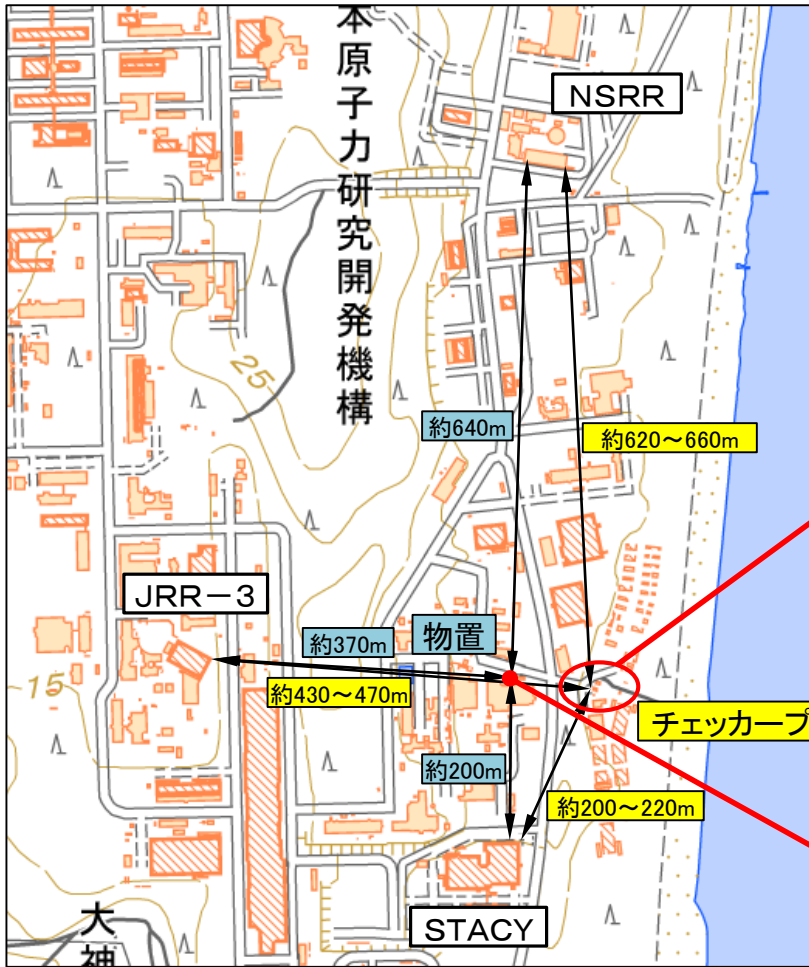 本原子力研究開発機構
NSRR
25
約640m
約620～660m
JRR－3
約370m
物置
15
約430～470m
チェッカープ
約200m
約200～220m
STACY
大神